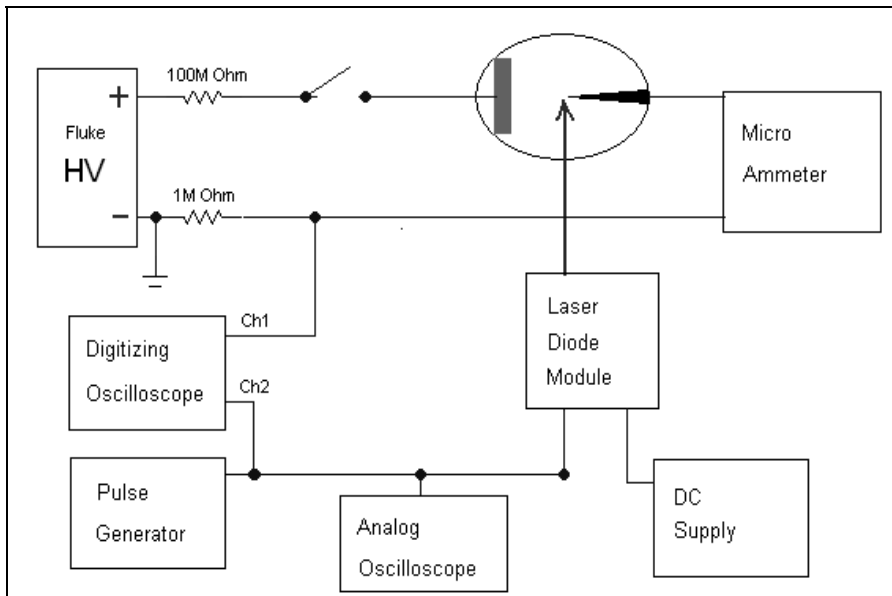 100M Ohm
+
Fluke
HV
-
1M Ohm
Micro
Ammeter
Laser
Diode
Module
Ch1
Digitizing
Oscilloscope
Ch2
Pulse
Generator
Analog
Oscilloscope
DC
Supply